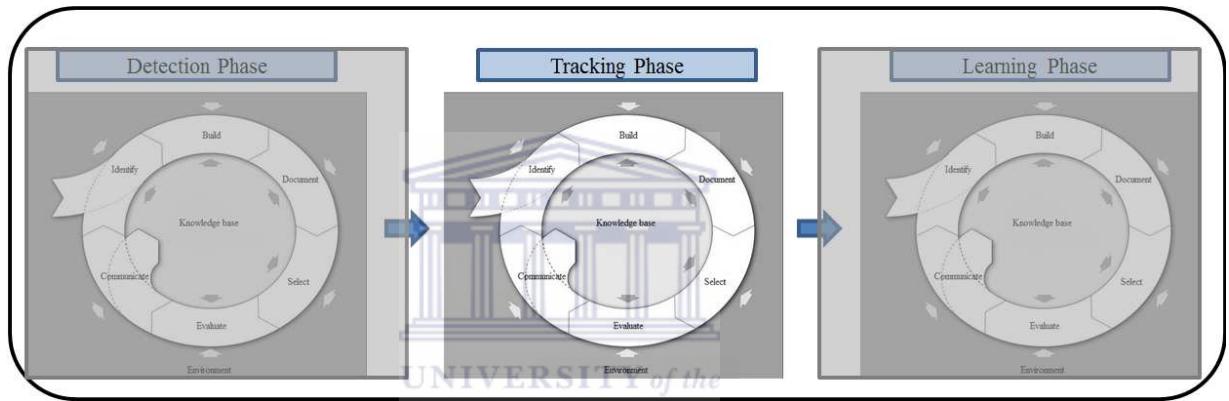 Detection Phase
Build
Identify
Document
Knowledge base
Communicate
Select
Evaluate
Environment
Tracking Phase
Build
Identify
Document
Knowledge base
Communicate
Select
Evaluate
Environment
UNIVERSITY of the
Learning Phase
Build
Identify
Document
Knowledge base
Communicate
Select
Evaluate
Environment